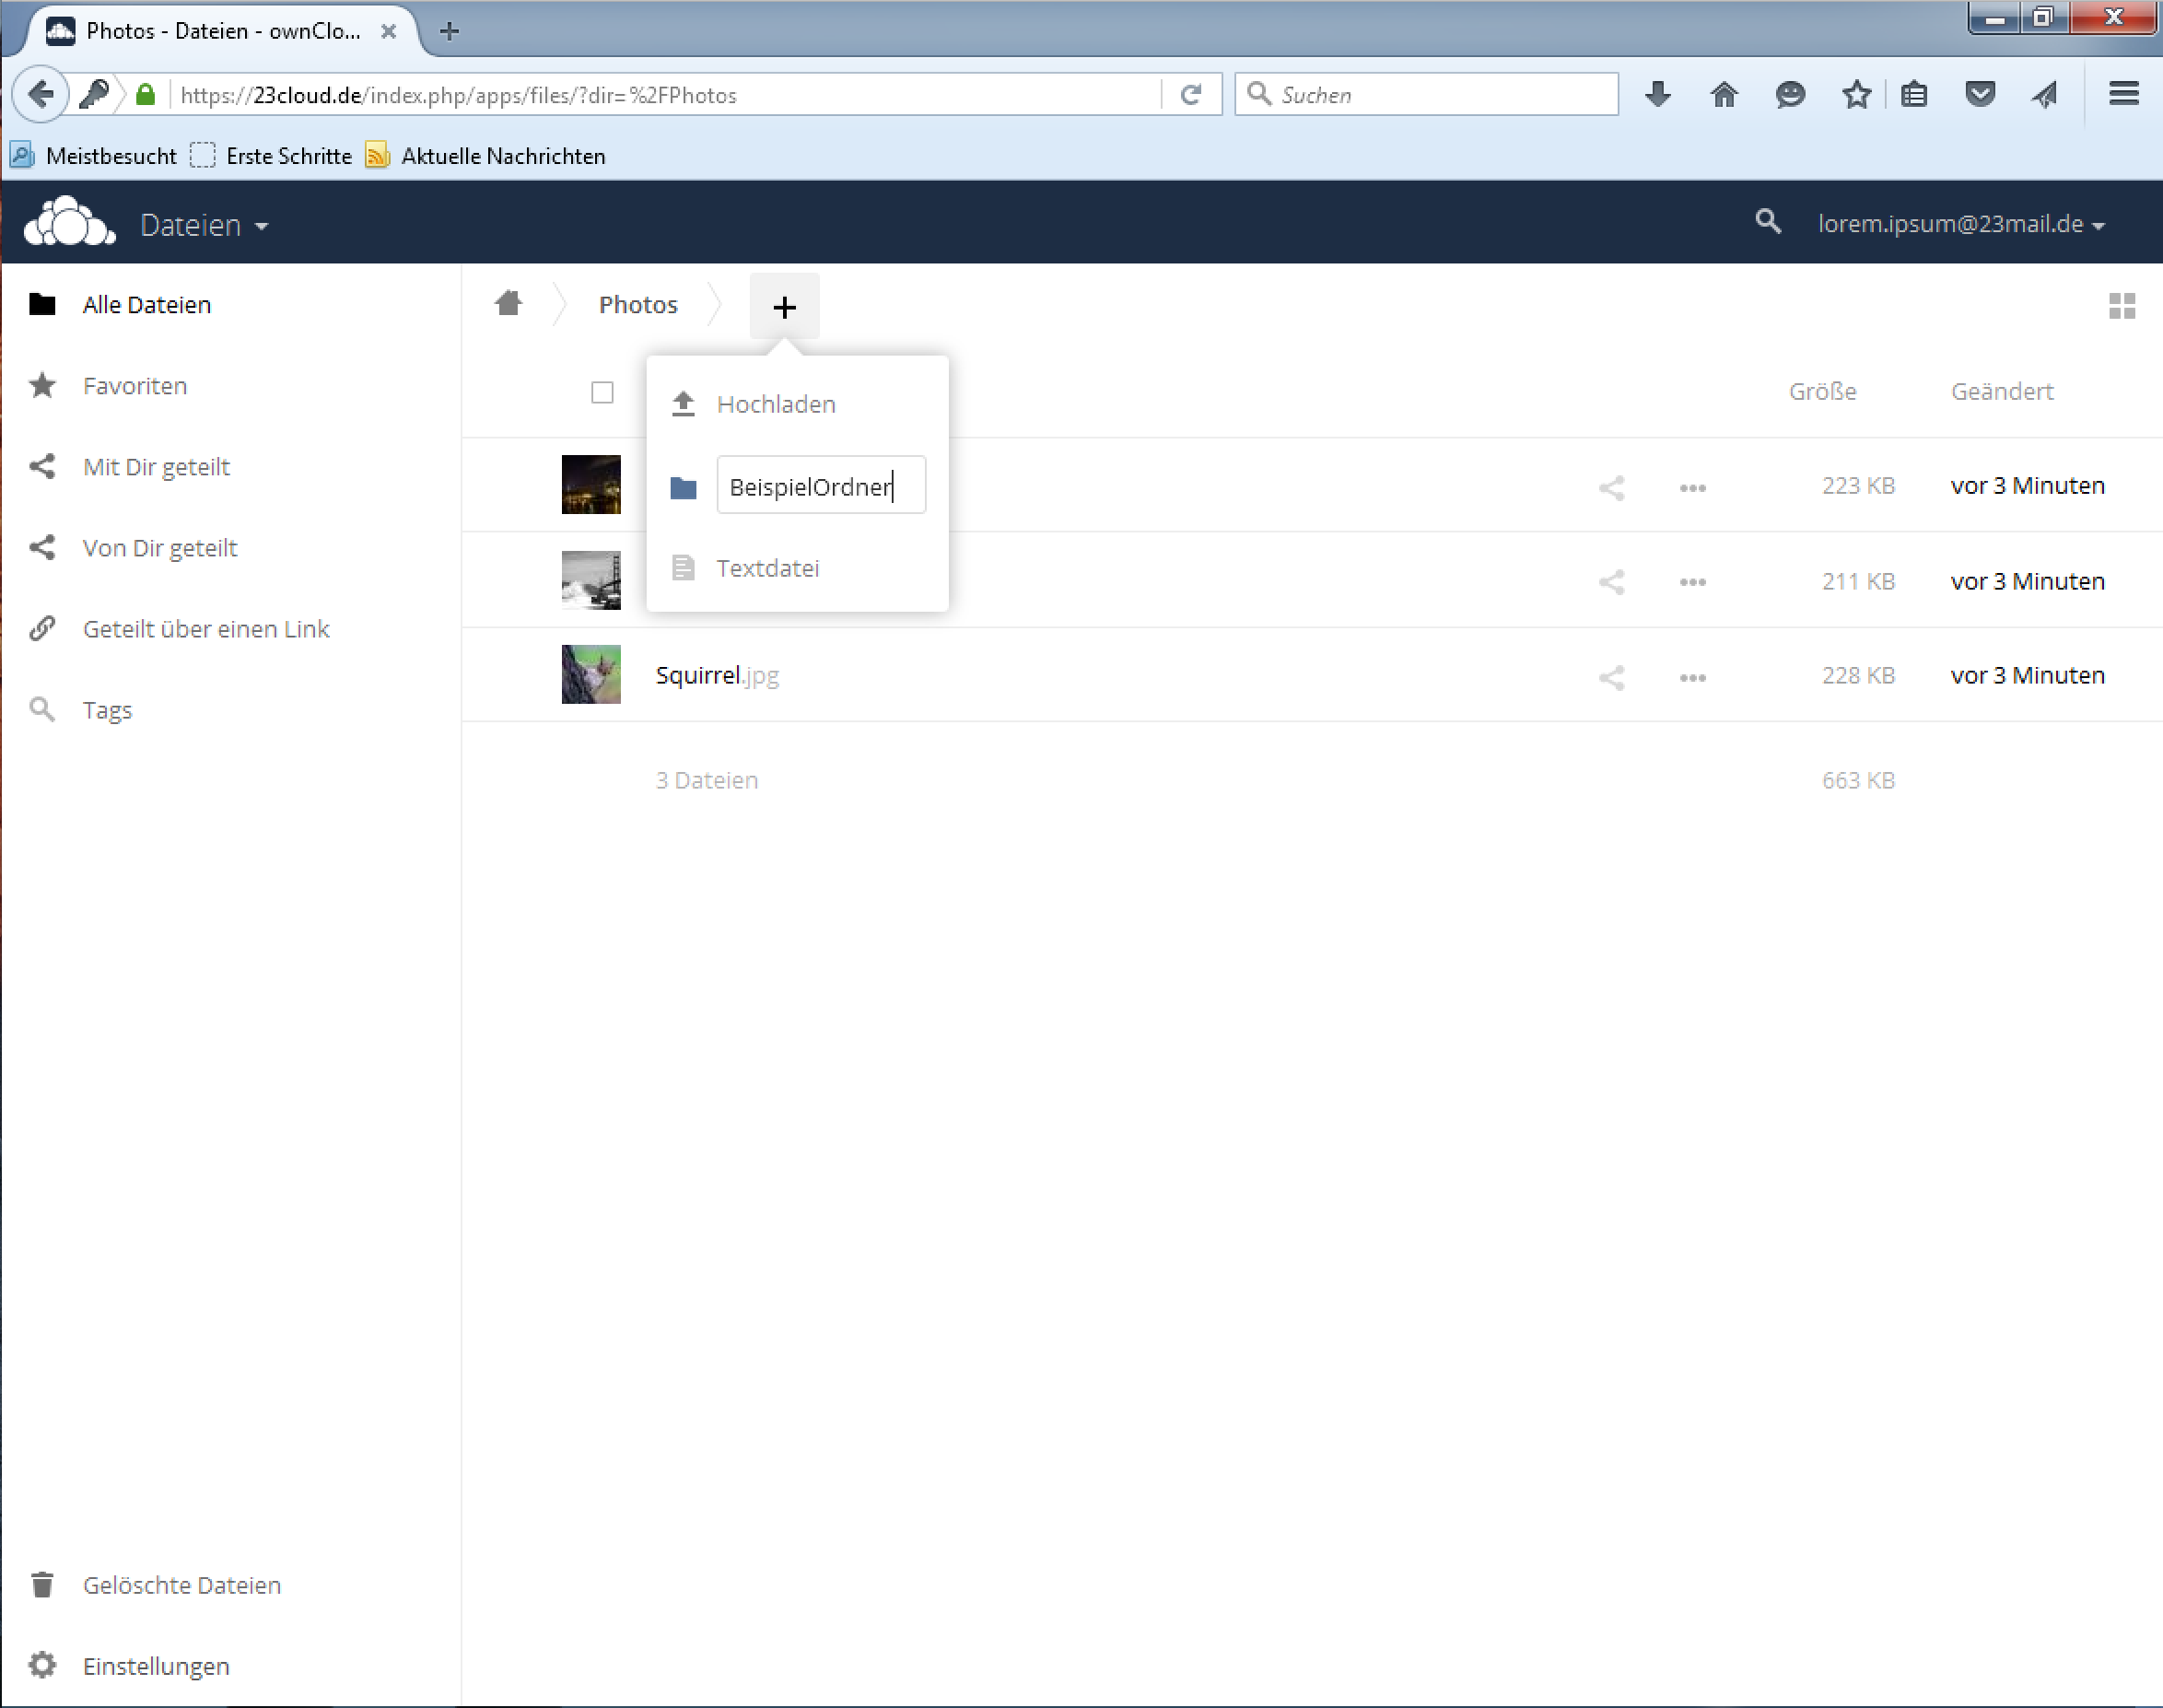 Photos - Dateien - ownClo...
https://23cloud.de/index.php/apps/files/?dir=%2FPhotos
Suchen
Meistbesucht Erste Schritte Aktuelle Nachrichten
Dateien
lorem.ipsum@23mail.de
Alle Dateien
Favoriten
Mit Dir geteilt
Von Dir geteilt
Geteilt über einen Link
Tags
Gelöschte Dateien
Einstellungen
Photos
+
Hochladen
BeispielOrdner
Textdatei
Größe Geändert
223 KB vor 3 Minuten
211 KB vor 3 Minuten
Squirrel.jpg 228 KB vor 3 Minuten
3 Dateien 663 KB